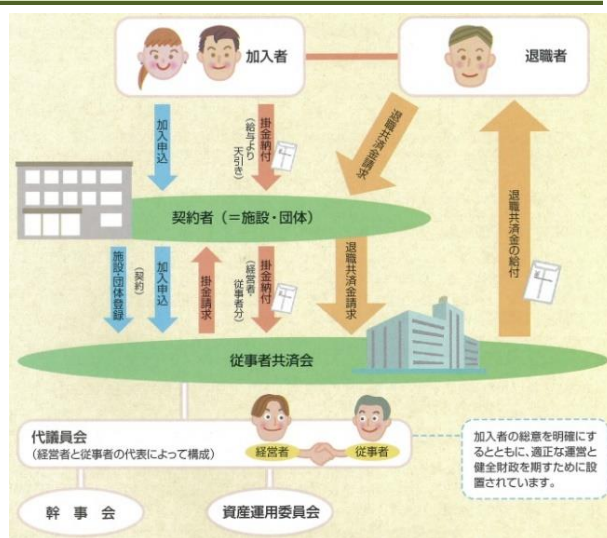 加入者
退職者
加入申込
掛金納付
(給与より
天引き)
退職共済金請求
契約者(=施設・団体)
施設・団体登録
(契約)
加入申込
掛金請求
掛金納付
(経営者・
従事者分)
退職共済金請求
退職共済金の給付
従事者共済会
代議員会
(経営者と従事者の代表によって構成)
経営者
従事者
加入者の総意を明確にす
るとともに、適正な運営と
健全財政を期すために設
置されています。
幹事会
資産運用委員会